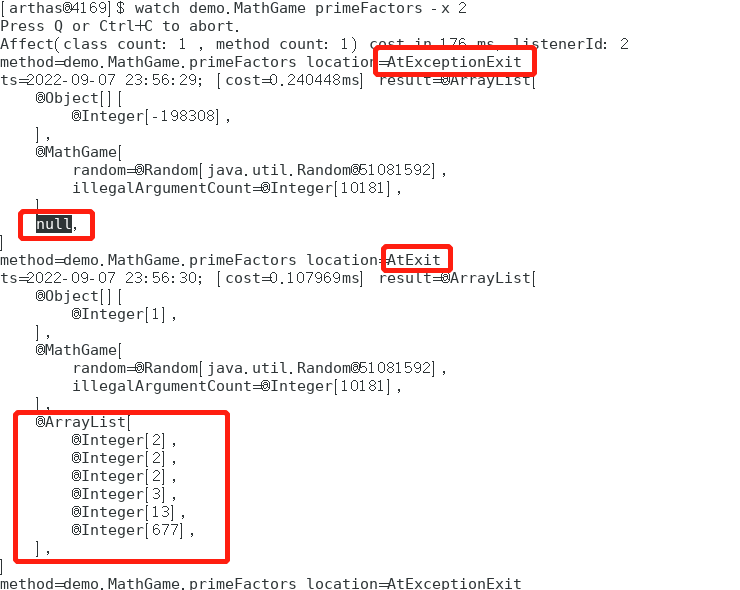 [arthas@4169]$ watch demo.MathGame primeFactors -x 2
Press Q or Ctrl+C to abort.
Affect(class count: 1 , method count: 1) cost in 176 ms, listenerId: 2
method=demo.MathGame.primeFactors location=AtExceptionExit
ts=2022-09-07 23:56:29; [cost=0.240448ms] result=@ArrayList[
    @Object[][
        @Integer[-198308],
    ],
    @MathGame[
        random=@Random[java.util.Random@51081592],
        illegalArgumentCount=@Integer[10181],
    ]
    null,
]
method=demo.MathGame.primeFactors location=AtExit
ts=2022-09-07 23:56:30; [cost=0.107969ms] result=@ArrayList[
    @Object[][
        @Integer[1],
    ],
    @MathGame[
        random=@Random[java.util.Random@51081592],
        illegalArgumentCount=@Integer[10181],
    ],
    @ArrayList[
        @Integer[2],
        @Integer[2],
        @Integer[2],
        @Integer[3],
        @Integer[13],
        @Integer[677],
    ],
]
method=demo.MathGame.primeFactors location=AtExceptionExit